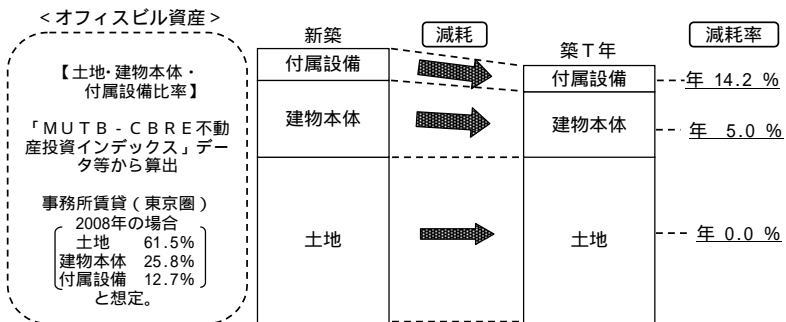 <オフィスビル資産>
【土地・建物本体・
付属設備比率】
「MUTB-CBRE不動
産投資インデックス」デー
タ等から算出
事務所賃貸(東京圏)
2008年の場合
土地 61.5%
建物本体 25.8%
付属設備 12.7%
と想定。
新築
付属設備
建物本体
土地
減耗
築T年
付属設備
建物本体
土地
減耗率
年 14.2 %
年 5.0 %
年 0.0 %